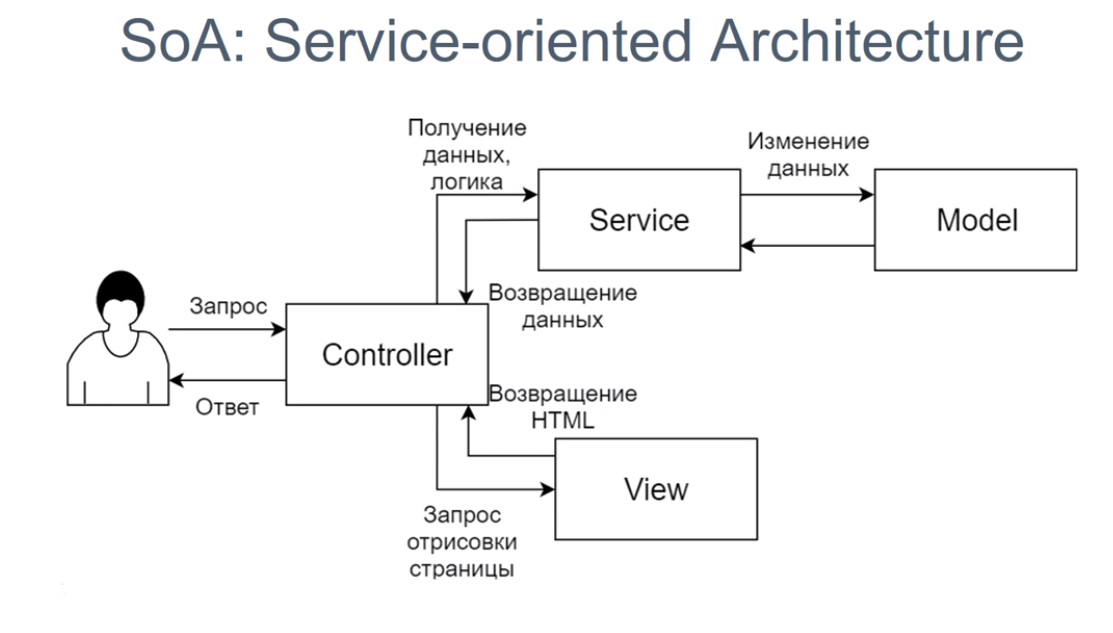 SoA: Service-oriented Architecture
Получение
данных,
логика
Изменение
данных
Service
Model
Запрос
Возвращение
данных
Controller
Ответ
Возвращение
HTML
View
Запрос
отрисовки
страницы